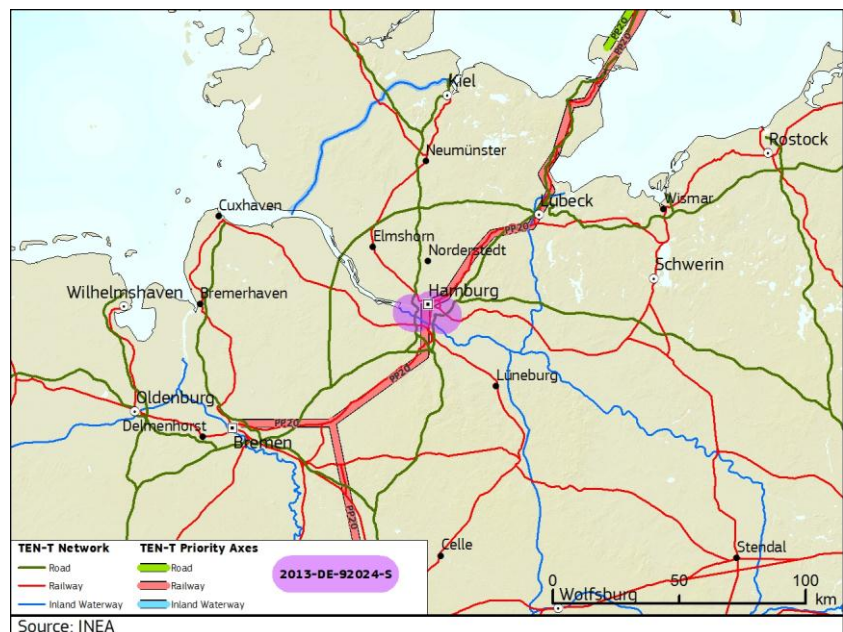 PP20
Kiel
Rostock
Neumünster
Lübeck
Wismar
Cuxhaven
PP20
Elmshorn
Norderstedt
Schwerin
Wilhelmshaven
Bremerhaven
Hamburg
PP20
Lüneburg
Oldenburg
Delmenhorst
PP20
Bremen
PP20
Celle
Stendal
Wolfsburg
TEN-T Network
Road
Railway
Inland Waterway
TEN-T Priority Axes
Road
Railway
Inland Waterway
2013-DE-92024-S
0 50 100
km
Source: INEA